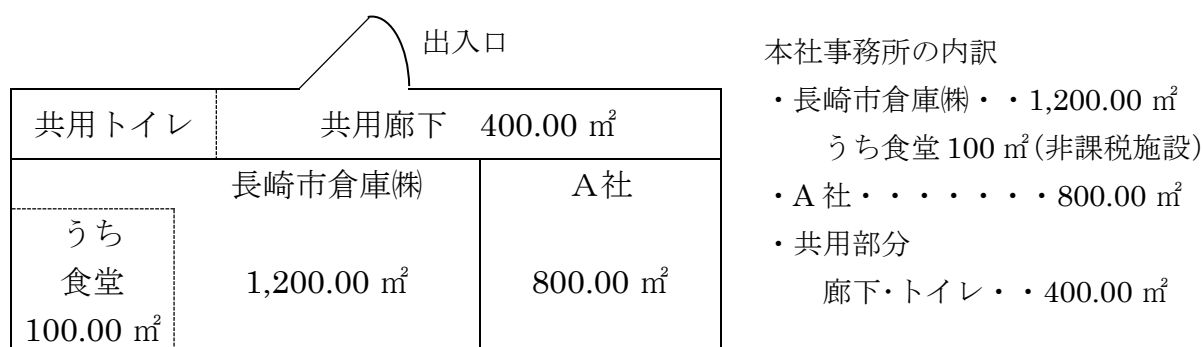 出入口
共用トイレ
共用廊下 400.00 ㎡
長崎市倉庫㈱
1,200.00 ㎡
うち
食堂
100.00 ㎡
A社
800.00 ㎡
本社事務所の内訳
・長崎市倉庫㈱・・1,200.00 ㎡
うち食堂 100 ㎡(非課税施設)
・A 社・・・・・・・800.00 ㎡
・共用部分
廊下・トイレ・・400.00 ㎡